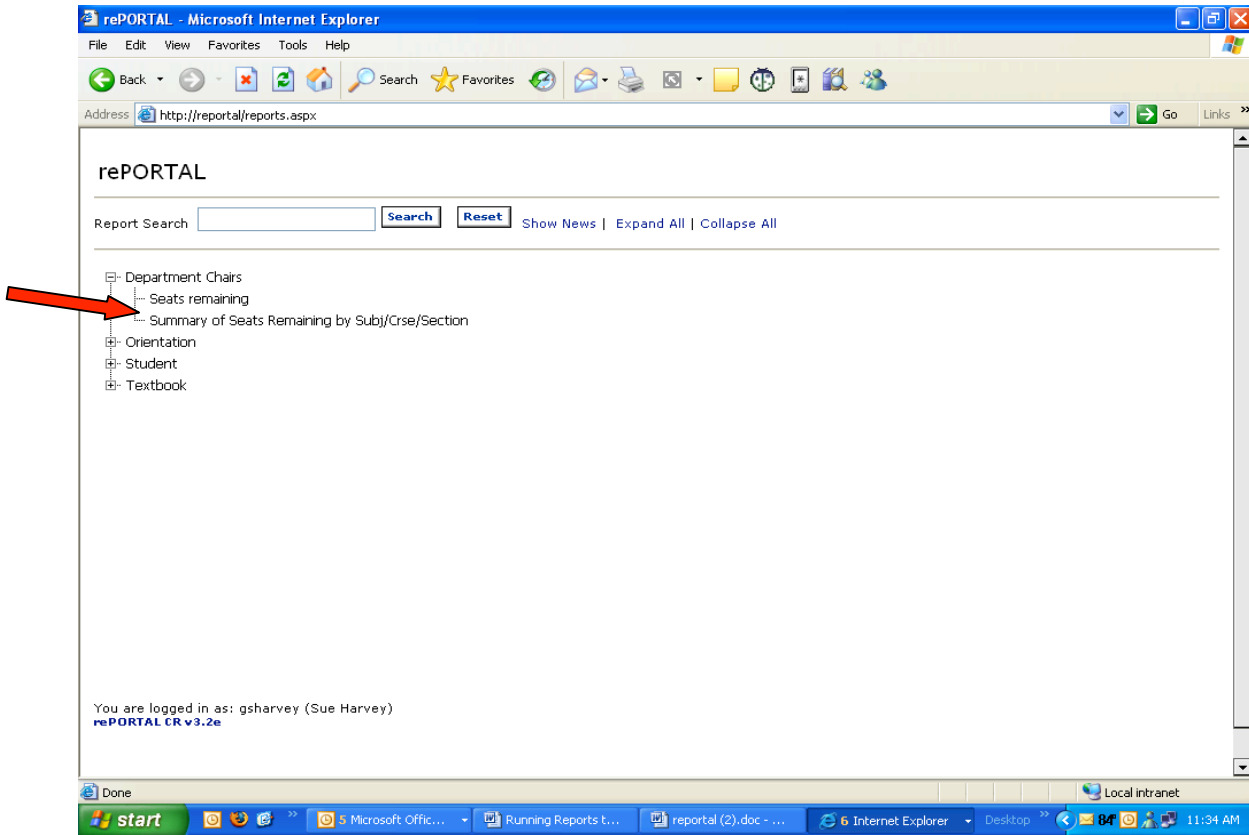 rePORTAL - Microsoft Internet Explorer
File Edit View Favorites Tools Help
Back Search Favorites
Address http://reportal/reports.aspx Go Links »
rePORTAL
Report Search Search Reset Show News | Expand All | Collapse All
Department Chairs
Seats remaining
Summary of Seats Remaining by Subj/Crse/Section
Orientation
Student
Textbook
You are logged in as: gsharvey (Sue Harvey)
rePORTAL CR v3.2e
Done Local intranet
start » 5 Microsoft Offic... Running Reports t... reportal (2).doc - ... 6 Internet Explorer Desktop » 84° 11:34 AM